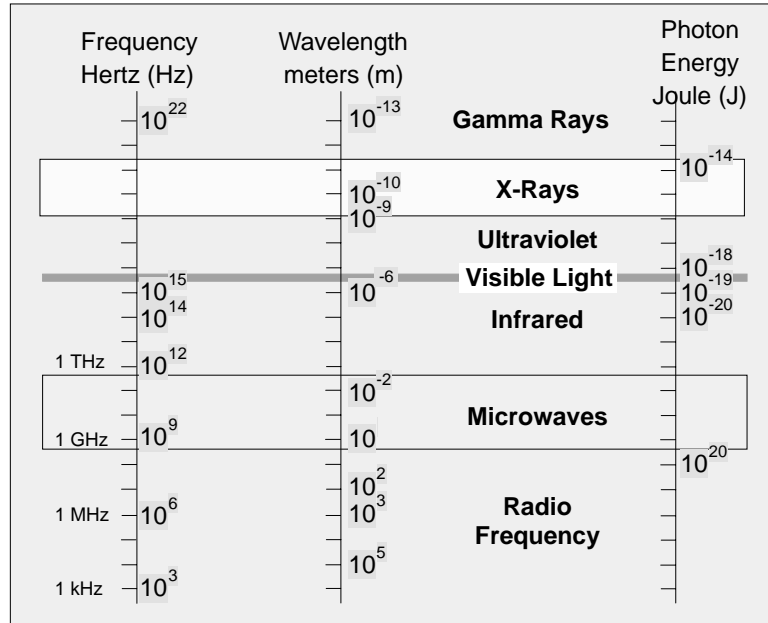 Frequency
Hertz (Hz)
Wavelength
meters (m)
Photon
Energy
Joule (J)
10^22
10^-13
Gamma Rays
10^-14
10^-10
X-Rays
10^-9
Ultraviolet
10^-18
Visible Light
10^15
10^-6
10^-19
10^14
Infrared
10^-20
1 THz
10^12
10^-2
Microwaves
1 GHz
10^9
10
10^20
10^2
1 MHz
10^6
10^3
Radio
Frequency
10^5
1 kHz
10^3